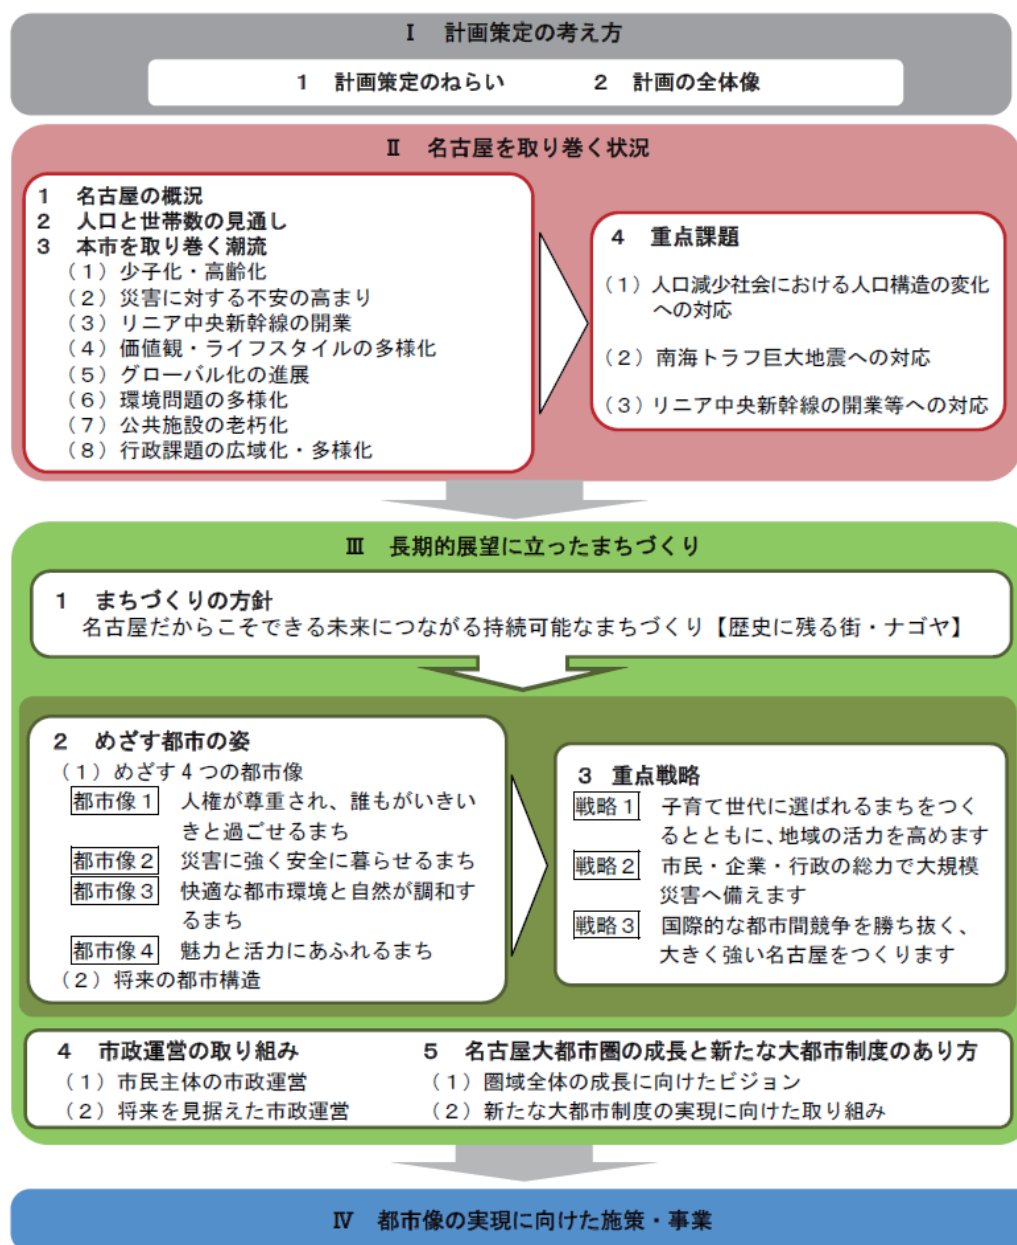 Ⅰ 計画策定の考え方
1 計画策定のねらい 2 計画の全体像
Ⅱ 名古屋を取り巻く状況
1 名古屋の概況
2 人口と世帯数の見通し
3 本市を取り巻く潮流
（1）少子化・高齢化
（2）災害に対する不安の高まり
（3）リニア中央新幹線の開業
（4）価値観・ライフスタイルの多様化
（5）グローバル化の進展
（6）環境問題の多様化
（7）公共施設の老朽化
（8）行政課題の広域化・多様化
4 重点課題
（1）人口減少社会における人口構造の変化
への対応
（2）南海トラフ巨大地震への対応
（3）リニア中央新幹線の開業等への対応
Ⅲ 長期的展望に立ったまちづくり
1 まちづくりの方針
名古屋だからこそできる未来につながる持続可能なまちづくり【歴史に残る街・ナゴヤ】
2 めざす都市の姿
（1）めざす4つの都市像
都市像1 人権が尊重され、誰もがいきい
きと過ごせるまち
都市像2 災害に強く安全に暮らせるまち
都市像3 快適な都市環境と自然が調和す
るまち
都市像4 魅力と活力にあふれるまち
（2）将来の都市構造
3 重点戦略
戦略1 子育て世代に選ばれるまちをつく
るとともに、地域の活力を高めます
戦略2 市民・企業・行政の総力で大規模
災害へ備えます
戦略3 国際的な都市間競争を勝ち抜く、
大きく強い名古屋をつくります
4 市政運営の取り組み
（1）市民主体の市政運営
（2）将来を見据えた市政運営
5 名古屋大都市圏の成長と新たな大都市制度のあり方
（1）圏域全体の成長に向けたビジョン
（2）新たな大都市制度の実現に向けた取り組み
Ⅳ 都市像の実現に向けた施策・事業